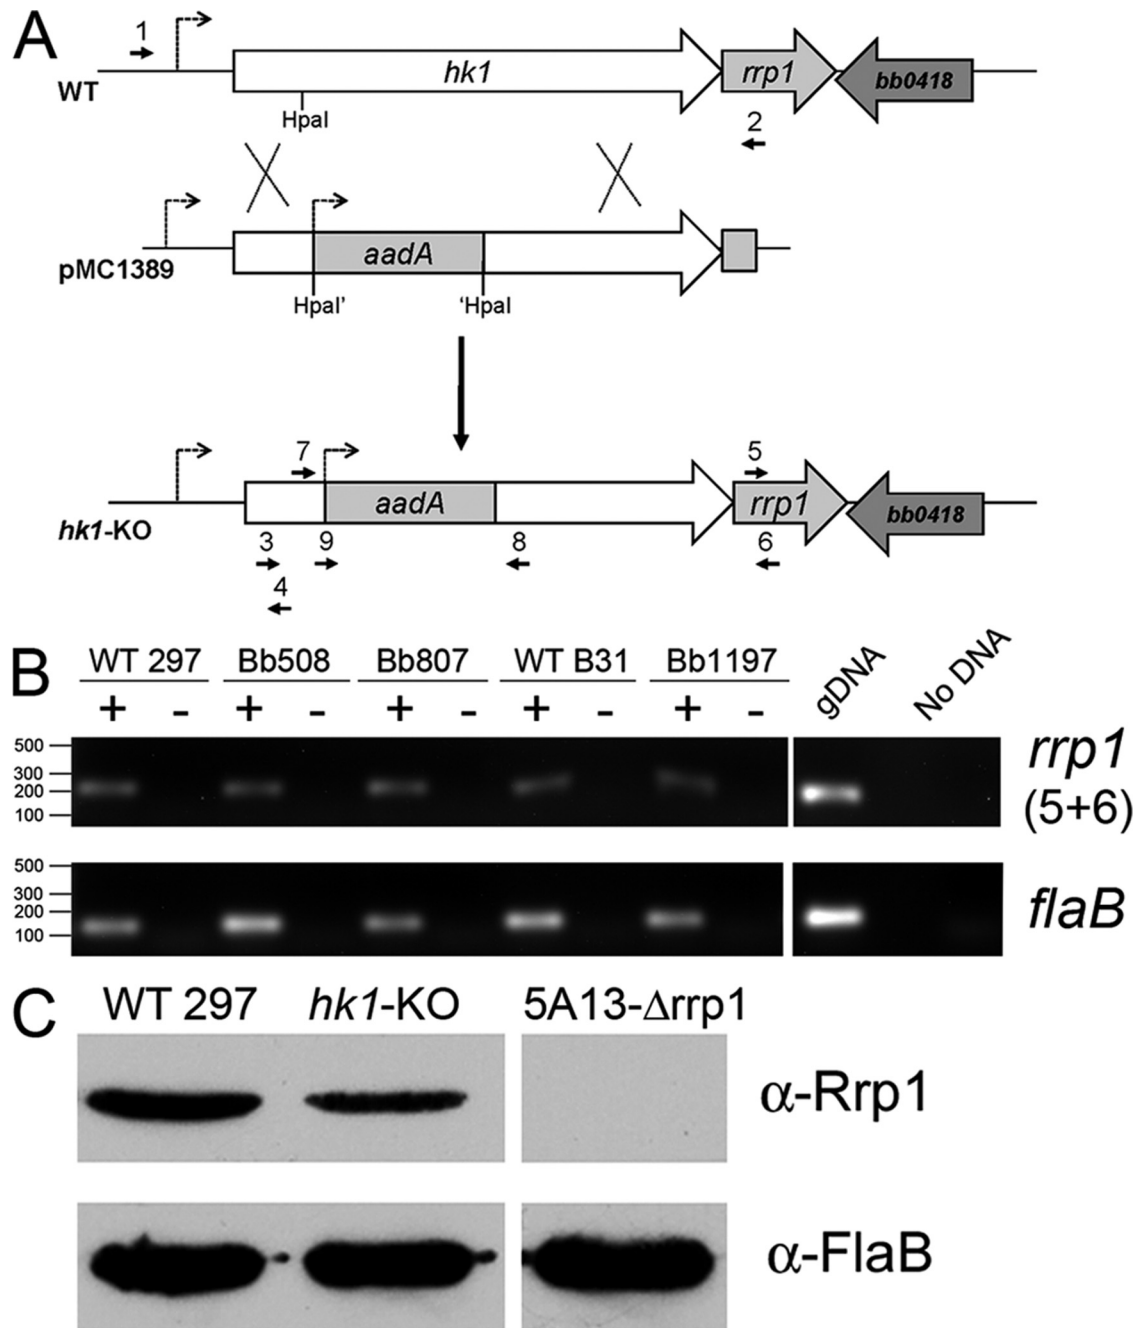 A
1
hk1
rrp1
bb0418
WT
HpaI
2
aadA
pMC1389
HpaI'
'HpaI
7
5
aadA
rrp1
bb0418
hk1-KO
3
9
8
6
4
B
WT 297 Bb508 Bb807 WT B31 Bb1197 gDNA No DNA
+ - + - + - + - + -
500
300
200
100
rrp1
(5+6)
500
300
200
100
flaB
C
WT 297 hk1-KO 5A13-Δrrp1
α-Rrp1
α-FlaB